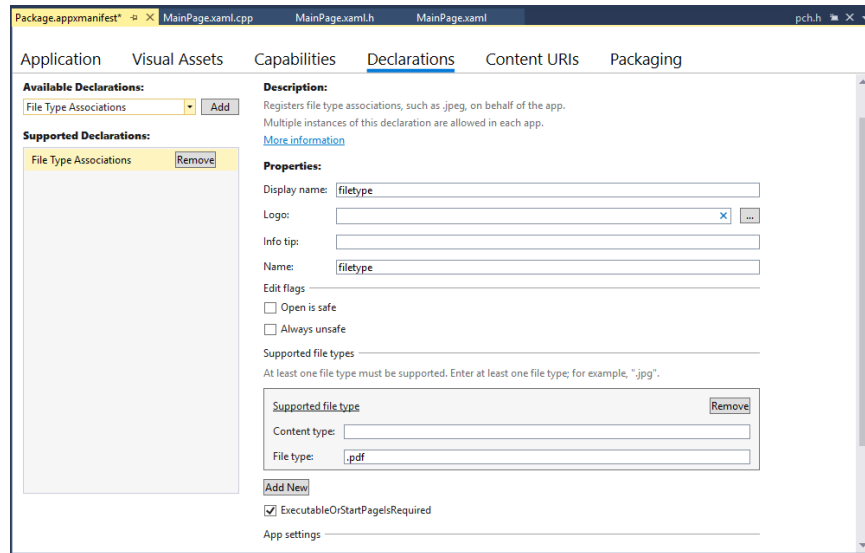 Package.appxmanifest* MainPage.xaml.cpp MainPage.xaml.h MainPage.xaml pch.h
Application Visual Assets Capabilities Declarations Content URIs Packaging
Available Declarations:
File Type Associations Add
Supported Declarations:
File Type Associations Remove
Description:
Registers file type associations, such as .jpeg, on behalf of the app.
Multiple instances of this declaration are allowed in each app.
More information
Properties:
Display name: filetype
Logo: ...
Info tip:
Name: filetype
Edit flags
Open is safe
Always unsafe
Supported file types
At least one file type must be supported. Enter at least one file type; for example, ".jpg".
Supported file type Remove
Content type:
File type: .pdf
Add New
ExecutableOrStartPageIsRequired
App settings